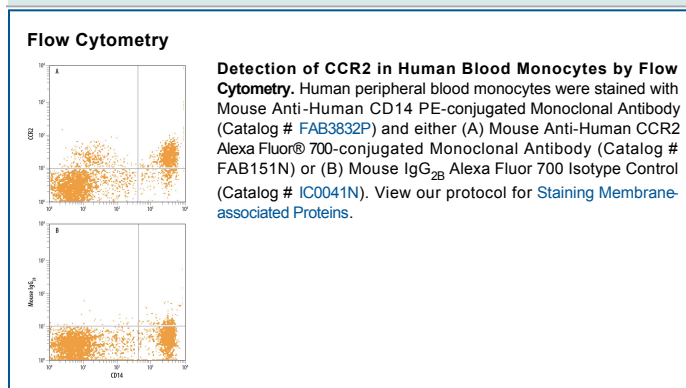 Flow Cytometry
Detection of CCR2 in Human Blood Monocytes by Flow
Cytometry. Human peripheral blood monocytes were stained with
Mouse Anti-Human CD14 PE-conjugated Monoclonal Antibody
(Catalog # FAB3832P) and either (A) Mouse Anti-Human CCR2
Alexa Fluor® 700-conjugated Monoclonal Antibody (Catalog #
FAB151N) or (B) Mouse IgG2B Alexa Fluor 700 Isotype Control
(Catalog # IC0041N). View our protocol for Staining Membrane-
associated Proteins.
A
CCR2
B
Mouse IgG2B
CD14